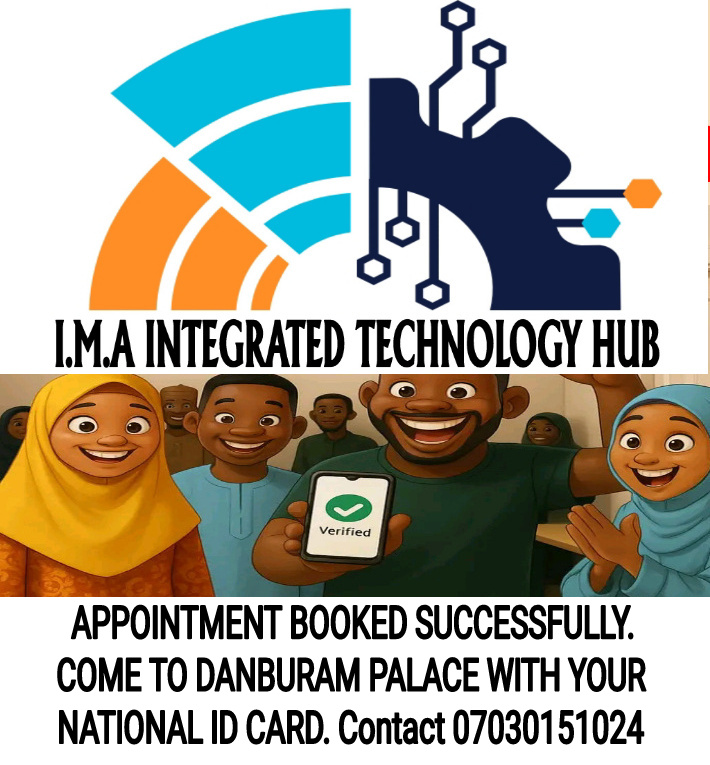 I.M.A INTEGRATED TECHNOLOGY HUB
Verified
APPOINTMENT BOOKED SUCCESSFULLY.
COME TO DANBURAM PALACE WITH YOUR
NATIONAL ID CARD. Contact 07030151024